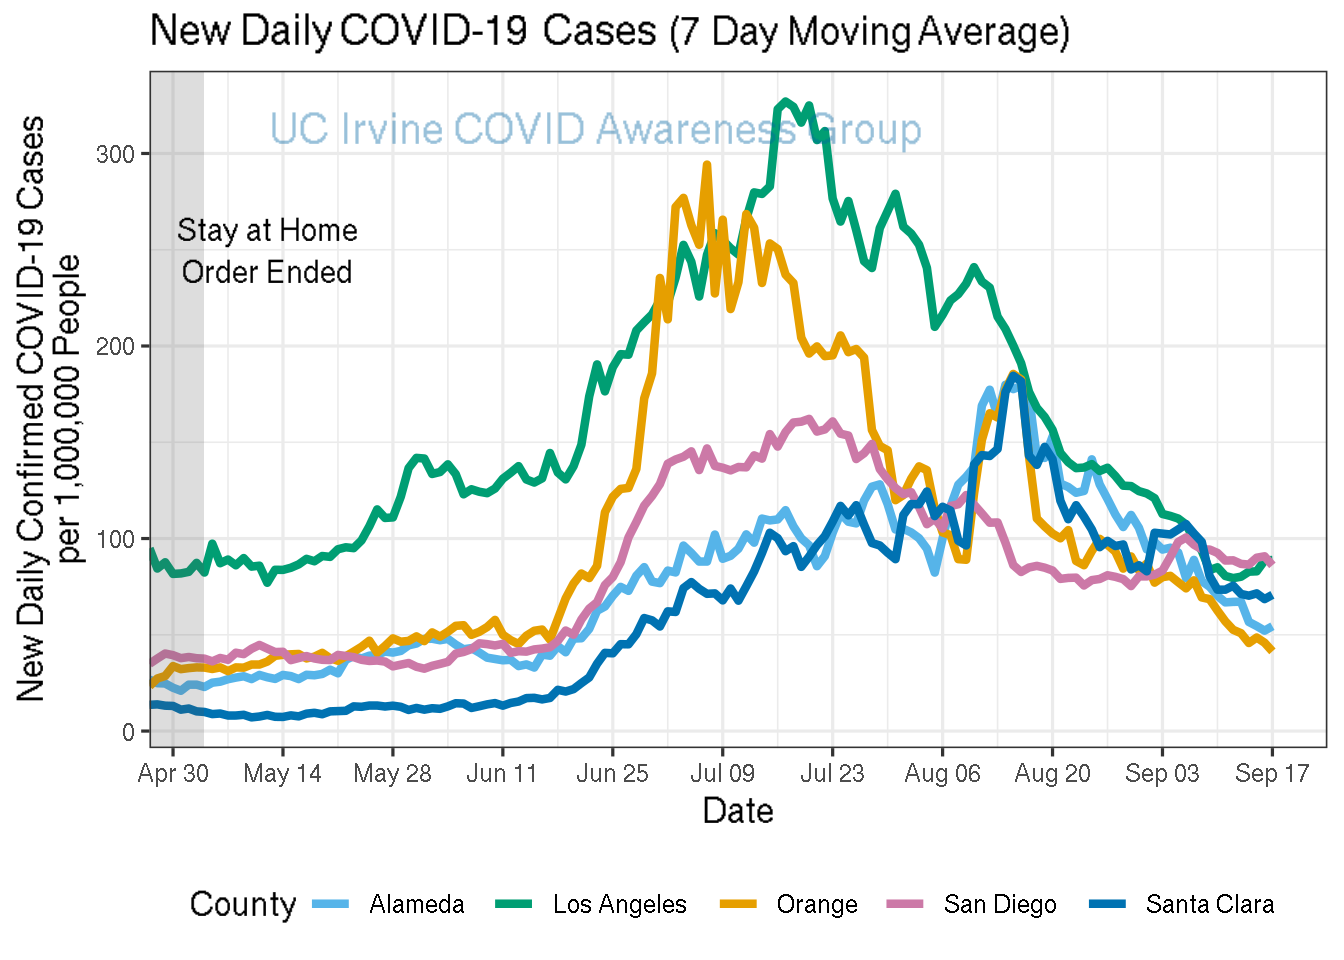 New Daily COVID-19 Cases (7 Day Moving Average)
UC Irvine COVID Awareness Group
Stay at Home
Order Ended
New Daily Confirmed COVID-19 Cases
per 1,000,000 People
300
200
100
0
Apr 30 May 14 May 28 Jun 11 Jun 25 Jul 09 Jul 23 Aug 06 Aug 20 Sep 03 Sep 17
Date
County Alameda Los Angeles Orange San Diego Santa Clara